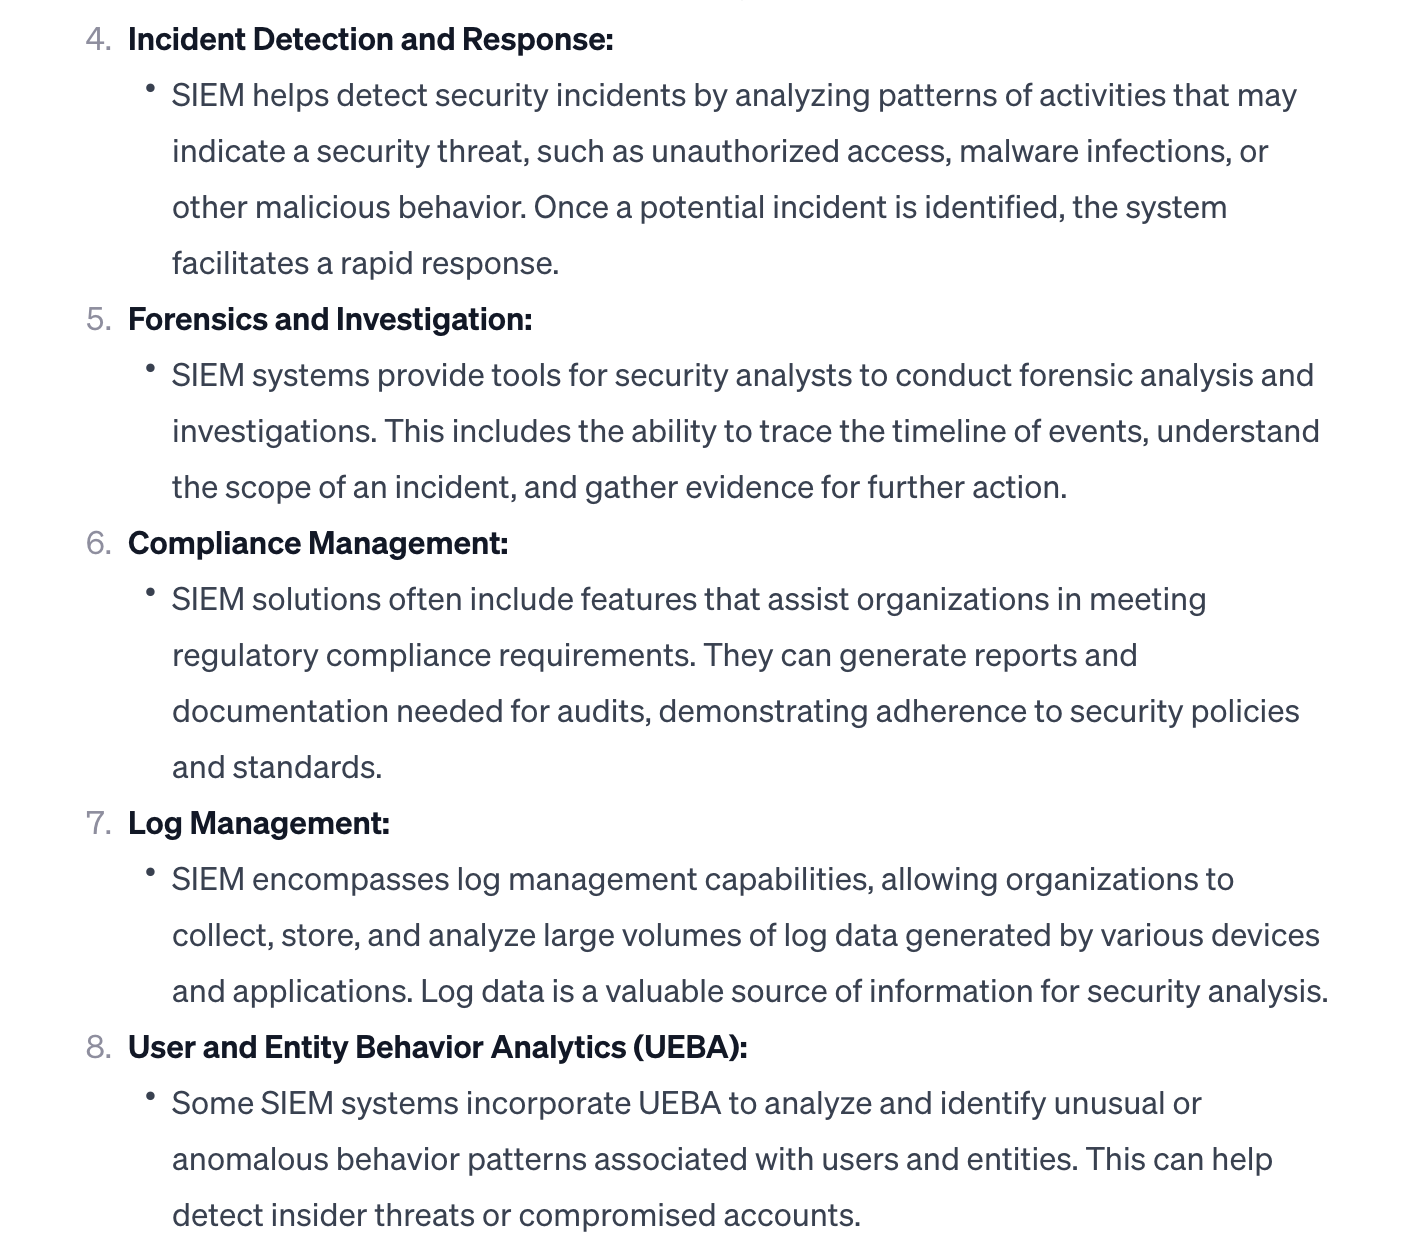 4. Incident Detection and Response:
• SIEM helps detect security incidents by analyzing patterns of activities that may
indicate a security threat, such as unauthorized access, malware infections, or
other malicious behavior. Once a potential incident is identified, the system
facilitates a rapid response.
5. Forensics and Investigation:
• SIEM systems provide tools for security analysts to conduct forensic analysis and
investigations. This includes the ability to trace the timeline of events, understand
the scope of an incident, and gather evidence for further action.
6. Compliance Management:
• SIEM solutions often include features that assist organizations in meeting
regulatory compliance requirements. They can generate reports and
documentation needed for audits, demonstrating adherence to security policies
and standards.
7. Log Management:
• SIEM encompasses log management capabilities, allowing organizations to
collect, store, and analyze large volumes of log data generated by various devices
and applications. Log data is a valuable source of information for security analysis.
8. User and Entity Behavior Analytics (UEBA):
• Some SIEM systems incorporate UEBA to analyze and identify unusual or
anomalous behavior patterns associated with users and entities. This can help
detect insider threats or compromised accounts.